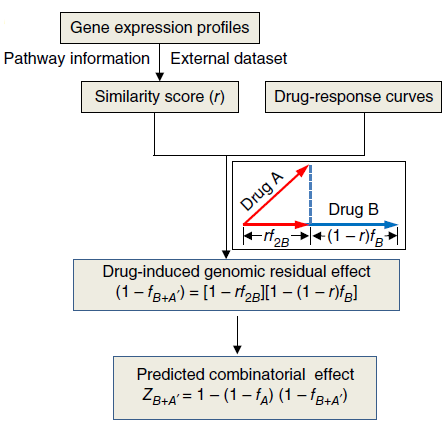 Gene expression profiles
Pathway information External dataset
Similarity score (r)
Drug-response curves
Drug A
Drug B
rf2B
(1 – r)fB
Drug-induced genomic residual effect
(1 – fB+A′) = [1 – rf2B][1 – (1 – r)fB]
Predicted combinatorial effect
ZB+A′ = 1 – (1 – fA) (1 – fB+A′)